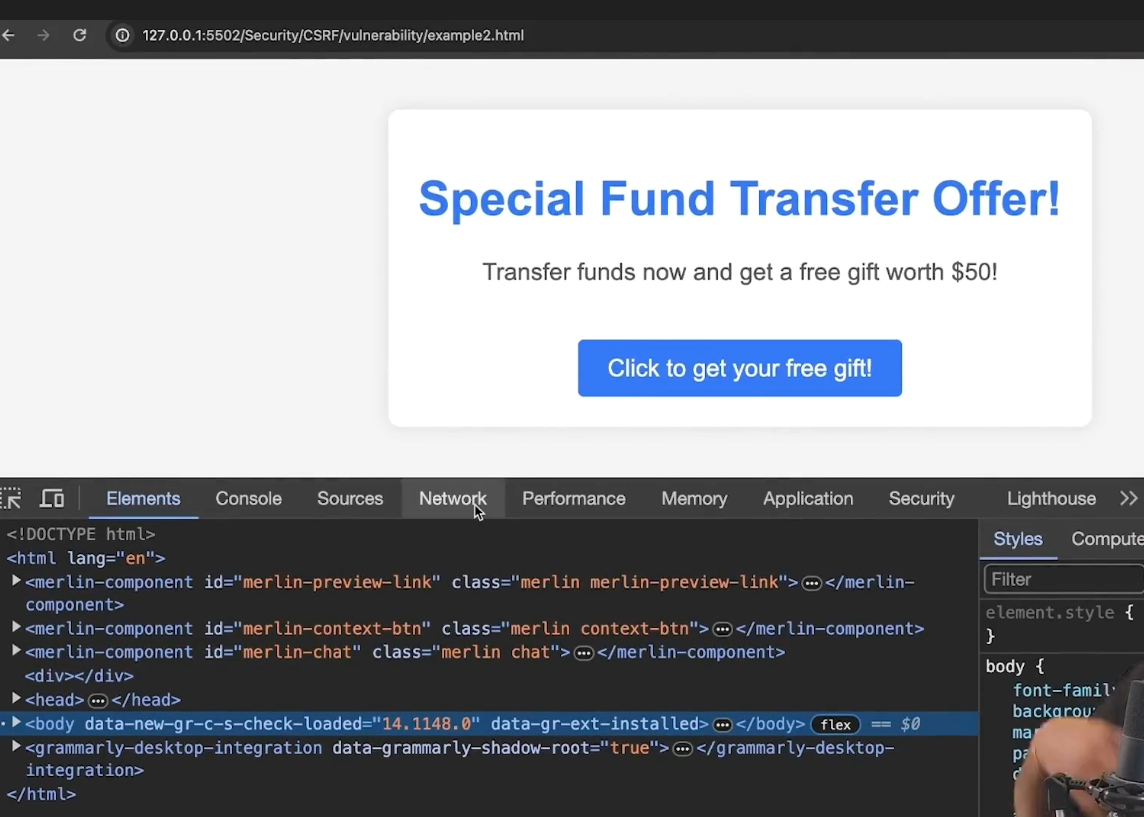 127.0.0.1:5502/Security/CSRF/vulnerability/example2.html
Special Fund Transfer Offer!
Transfer funds now and get a free gift worth $50!
Click to get your free gift!
Elements Console Sources Network Performance Memory Application Security Lighthouse
<!DOCTYPE html>
<html lang="en">
<merlin-component id="merlin-preview-link" class="merlin merlin-preview-link">…</merlin-
component>
<merlin-component id="merlin-context-btn" class="merlin context-btn">…</merlin-component>
<merlin-component id="merlin-chat" class="merlin chat">…</merlin-component>
<div></div>
<head>…</head>
<body data-new-gr-c-s-check-loaded="14.1148.0" data-gr-ext-installed>…</body> flex == $0
<grammarly-desktop-integration data-grammarly-shadow-root="true">…</grammarly-desktop-
integration>
</html>
Styles Compute
Filter
element.style {
}
body {
font-family